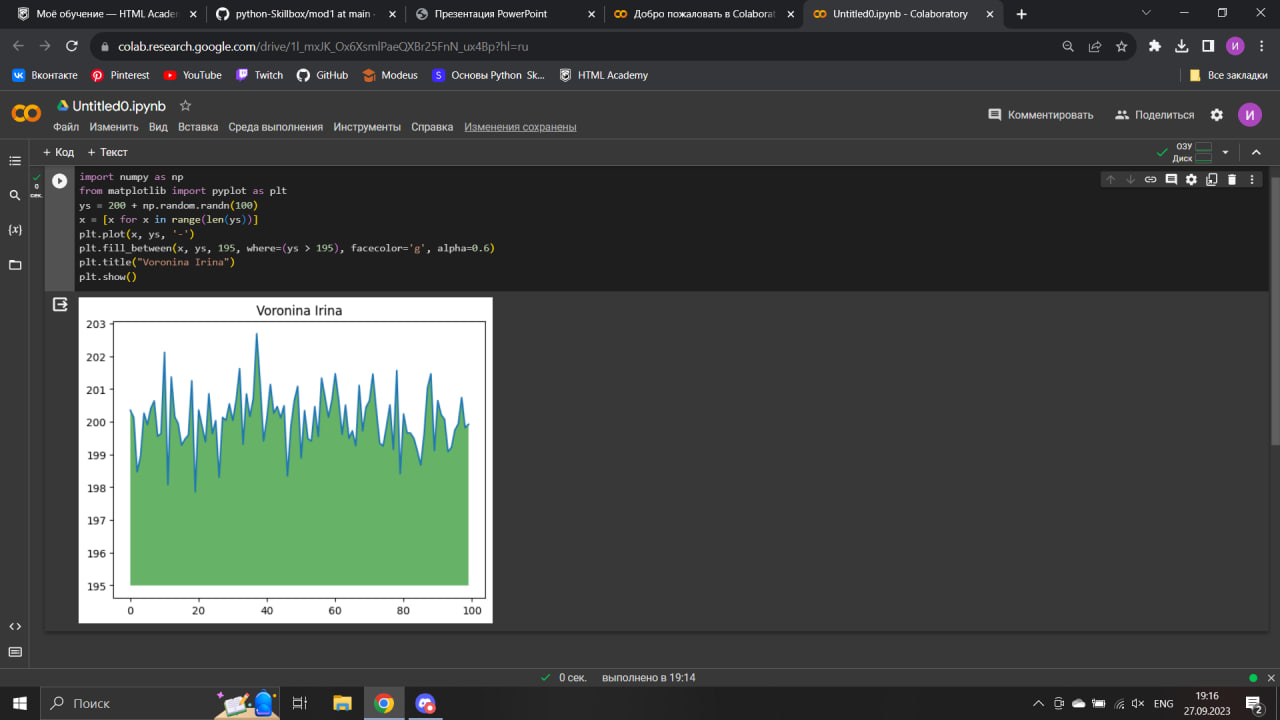 Моё обучение — HTML Acade
python-Skillbox/mod1 at main ·
Презентация PowerPoint
Добро пожаловать в Colaborat
Untitled0.ipynb - Colaboratory
colab.research.google.com/drive/1l_mxJK_Ox6XsmlPaeQXBr25FnN_ux4Bp?hl=ru
И
Вконтакте
Pinterest
YouTube
Twitch
GitHub
Modeus
Основы Python Sk...
HTML Academy
Все закладки
Untitled0.ipynb
Файл Изменить Вид Вставка Среда выполнения Инструменты Справка Изменения сохранены
Комментировать
Поделиться
И
+ Код + Текст
ОЗУ
Диск
0
сек.
{x}
import numpy as np
from matplotlib import pyplot as plt
ys = 200 + np.random.randn(100)
x = [x for x in range(len(ys))]
plt.plot(x, ys, '-')
plt.fill_between(x, ys, 195, where=(ys > 195), facecolor='g', alpha=0.6)
plt.title("Voronina Irina")
plt.show()
Voronina Irina
203
202
201
200
199
198
197
196
195
0 20 40 60 80 100
0 сек. выполнено в 19:14
Поиск
ENG
19:16
27.09.2023
2